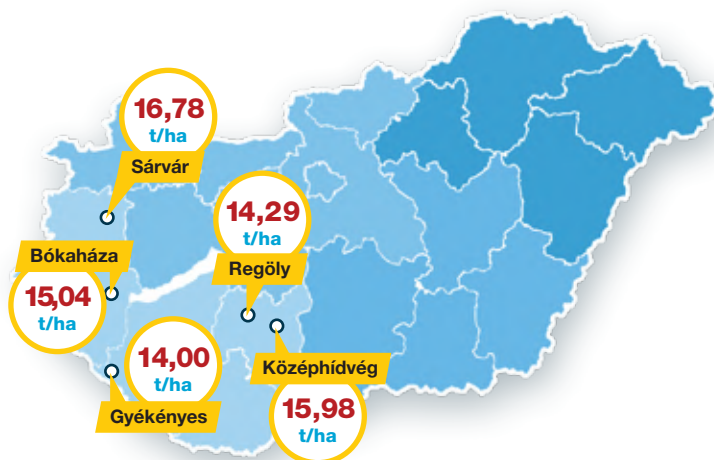 16,78
t/ha
Sárvár
14,29
t/ha
Regöly
Bókaháza
15,04
t/ha
14,00
t/ha
Gyékényes
Középhídvég
15,98
t/ha